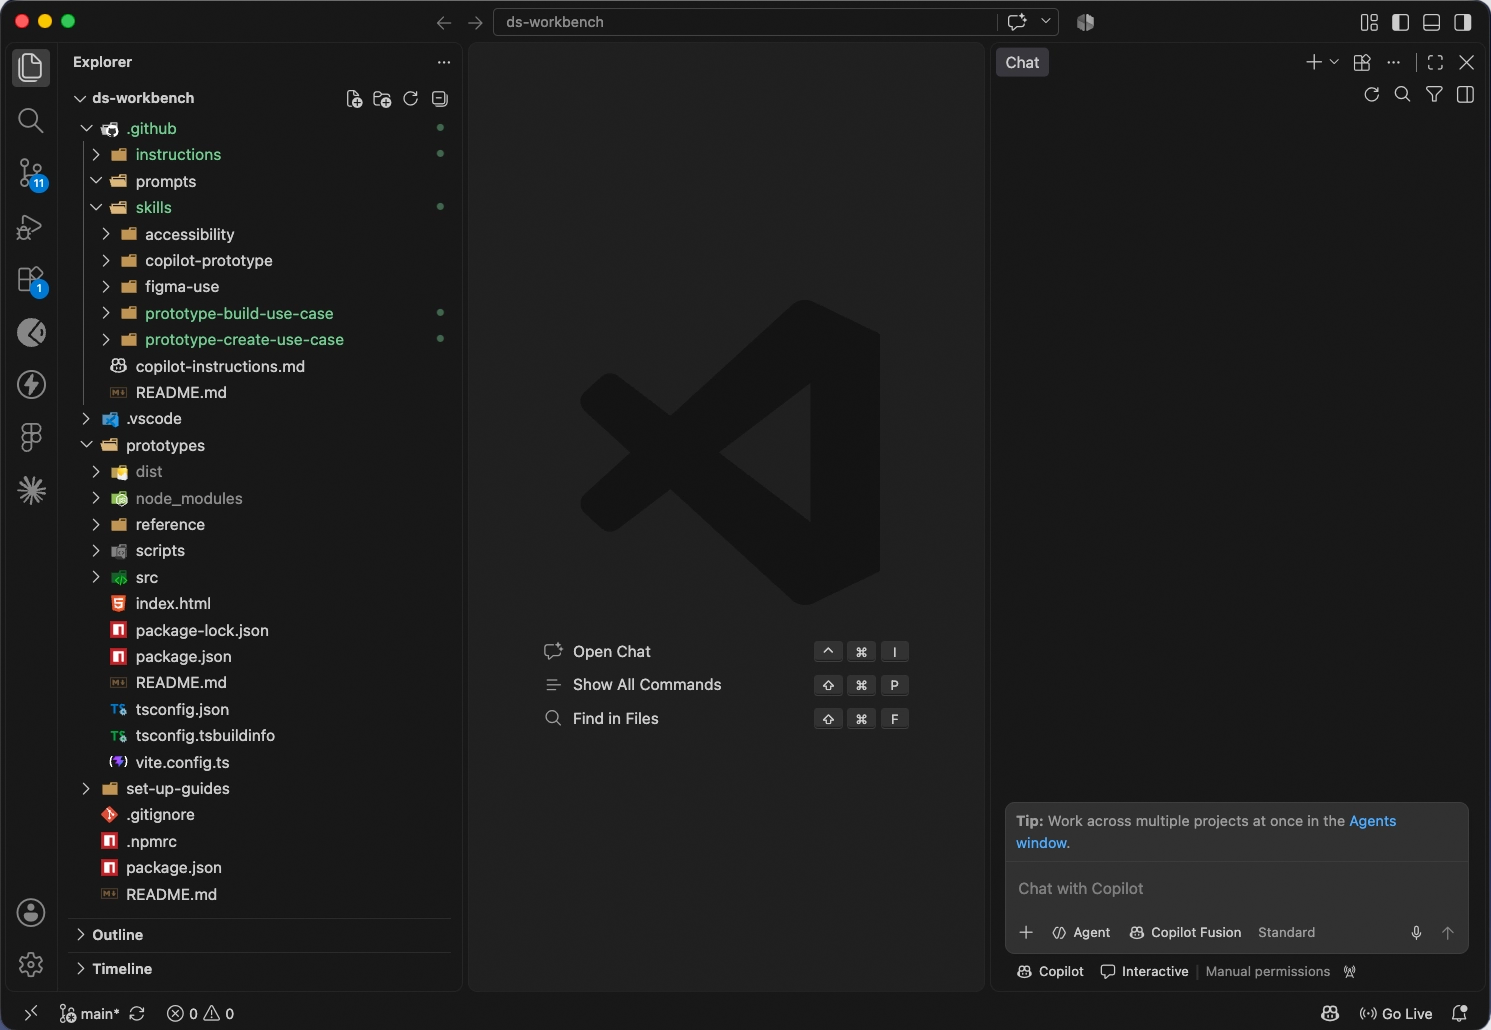 ds-workbench
Explorer
ds-workbench
.github
instructions
prompts
skills
accessibility
copilot-prototype
figma-use
prototype-build-use-case
prototype-create-use-case
copilot-instructions.md
README.md
.vscode
prototypes
dist
node_modules
reference
scripts
src
index.html
package-lock.json
package.json
README.md
tsconfig.json
tsconfig.tsbuildinfo
vite.config.ts
set-up-guides
.gitignore
.npmrc
package.json
README.md
Outline
Timeline
11
1
Open Chat ^ ⌘ I
Show All Commands ⇧ ⌘ P
Find in Files ⇧ ⌘ F
Chat
Tip: Work across multiple projects at once in the Agents
window.
Chat with Copilot
Agent Copilot Fusion Standard
Copilot Interactive Manual permissions
main* 0 0 Go Live